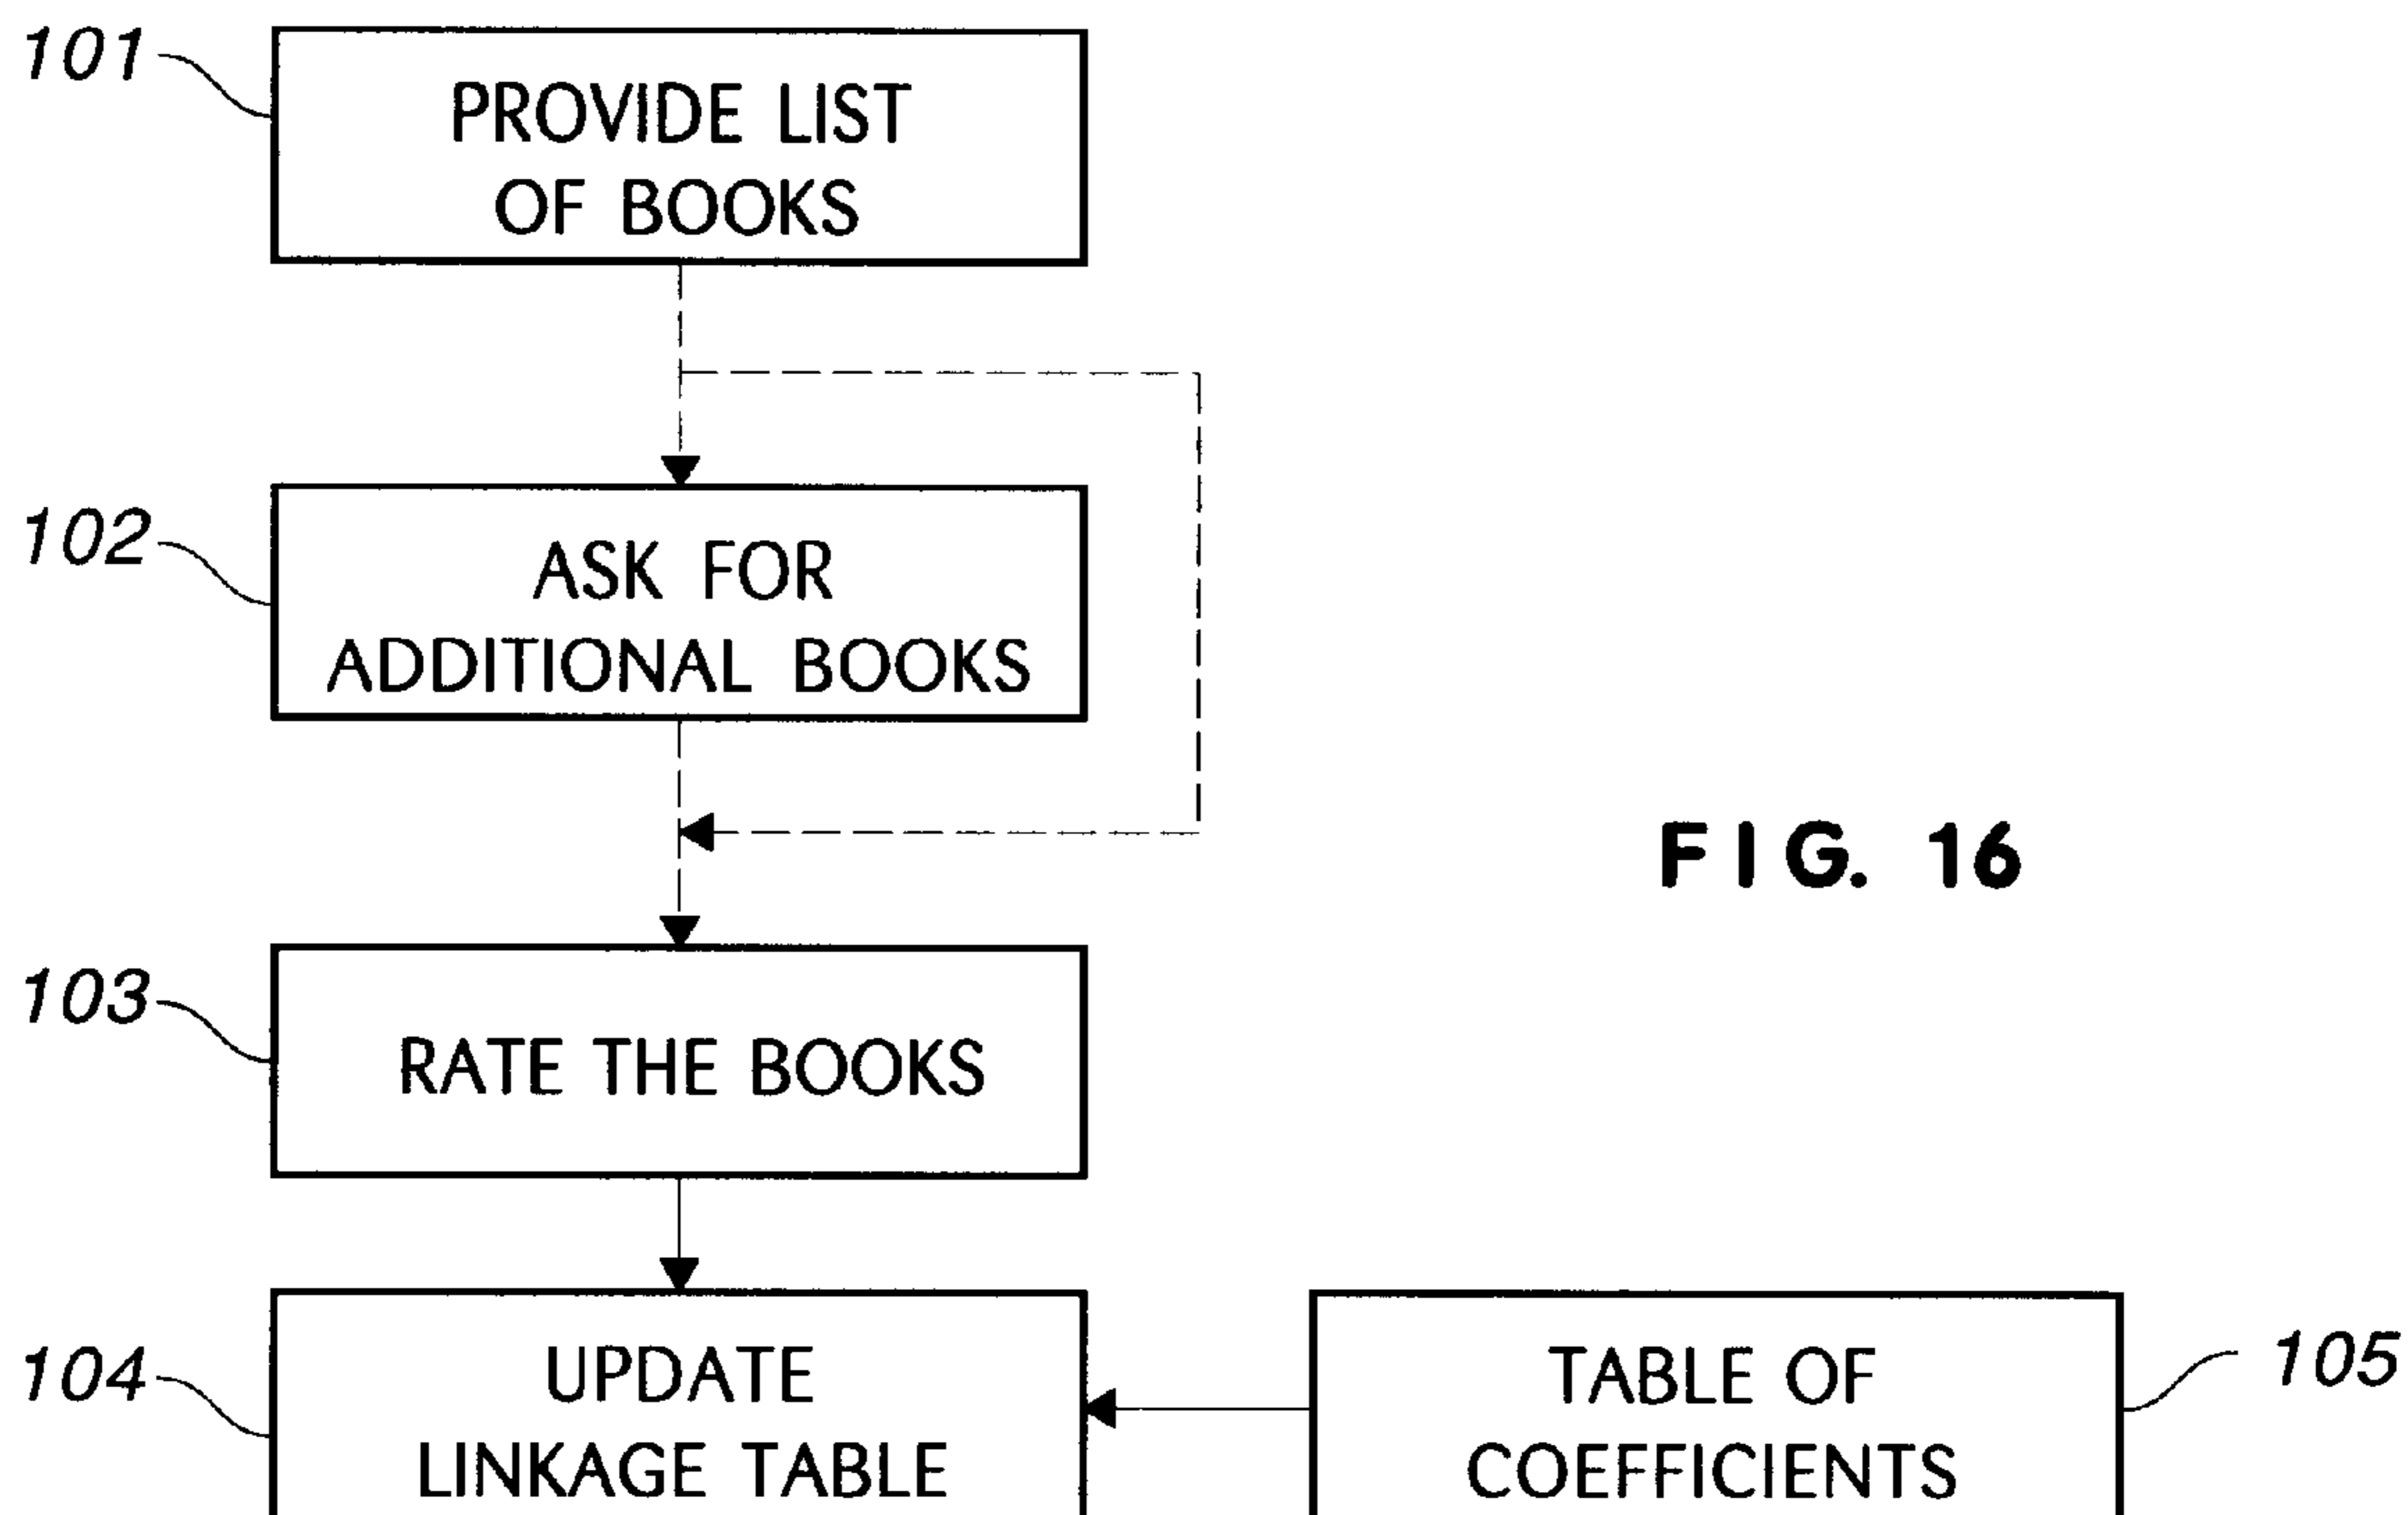 101
PROVIDE LIST
OF BOOKS
102
ASK FOR
ADDITIONAL BOOKS
FIG. 16
103
RATE THE BOOKS
104
UPDATE
LINKAGE TABLE
TABLE OF
COEFFICIENTS
105